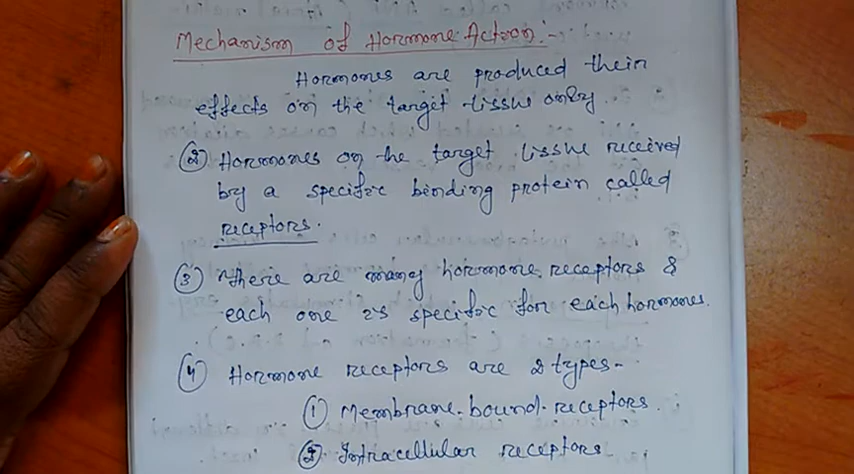 Mechanism of Hormone Action:-
Hormones are produced their
effects on the target tissue only
② Hormones on the target tissue received
by a specific binding protein called
receptors.
③ There are many hormone receptors &
each one is specific for each hormones.
④ Hormone receptors are 2 types-
① Membrane-bound-receptors.
② Intracellular receptors.